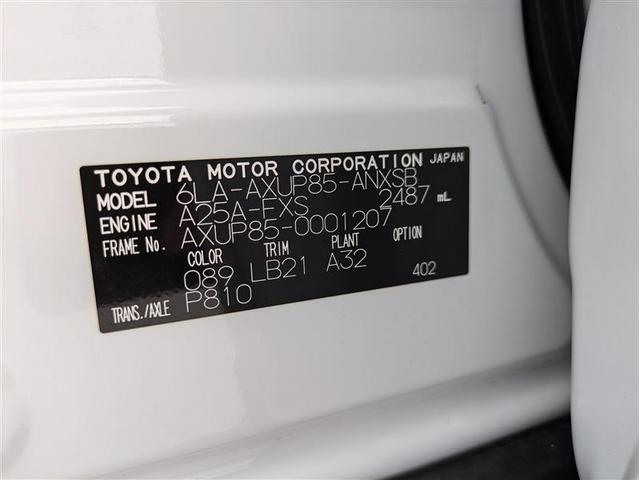 TOYOTA MOTOR CORPORATION JAPAN
MODEL 6LA-AXUP85-ANXSB
ENGINE A25A-FXS 2487 mL
FRAME No. AXUP85-0001207
COLOR TRIM PLANT OPTION
089 LB21 A32 402
TRANS./AXLE P810